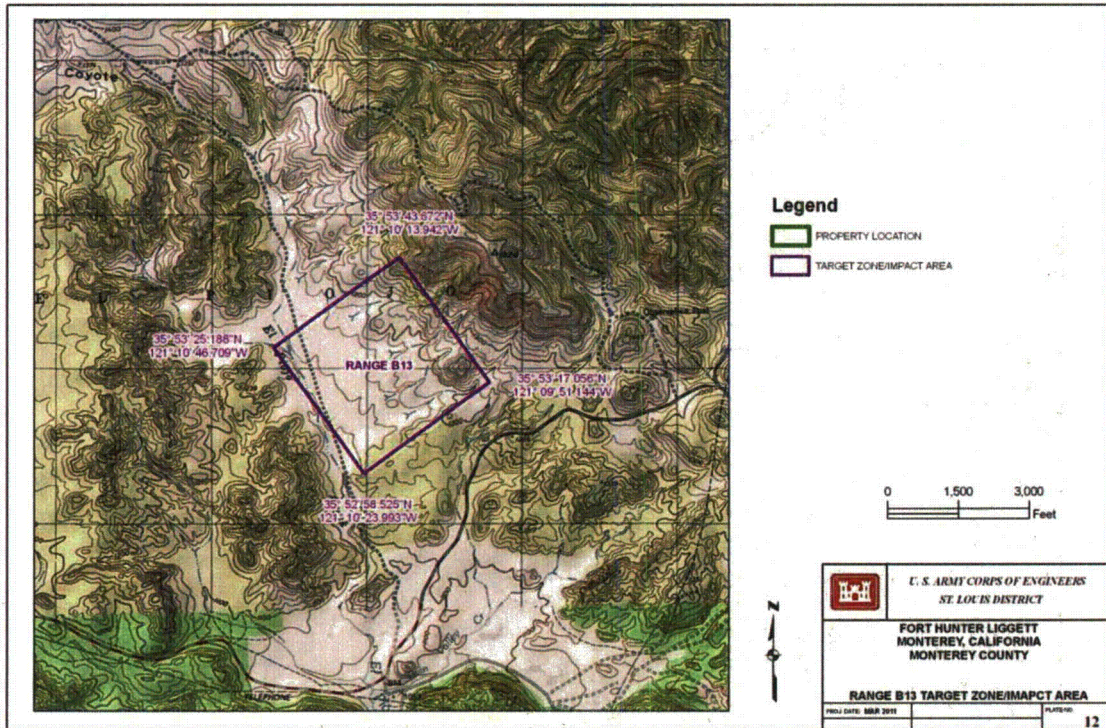 Coyote
35° 53' 43.672"N
121° 10' 13.942"W
35° 53' 25.188"N
121° 10' 46.709"W
RANGE B13
35° 53' 17.056"N
121° 09' 51.144"W
35° 52' 58.525"N
121° 10' 23.993"W
TELEPHONE
Legend
PROPERTY LOCATION
TARGET ZONE/IMPACT AREA
0 1,500 3,000
Feet
N
U. S. ARMY CORPS OF ENGINEERS
ST. LOUIS DISTRICT
FORT HUNTER LIGGETT
MONTEREY, CALIFORNIA
MONTEREY COUNTY
RANGE B13 TARGET ZONE/IMAPCT AREA
PROJ. DATE: MAR 2011
PLATE NO.
12